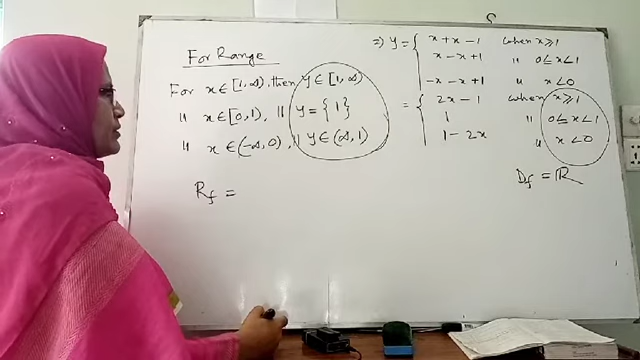 For Range
For x ∈ [1, ∞), then y ∈ [1, ∞)
" x ∈ [0, 1), " y = {1}
" x ∈ (-∞, 0), " y ∈ (∞, 1)
R_f =
⇒ y = { x + x - 1 when x ≥ 1
x - x + 1 " 0 ≤ x < 1
-x - x + 1 " x < 0
= { 2x - 1 when x ≥ 1
1 " 0 ≤ x < 1
1 - 2x " x < 0
D_f = ℝ